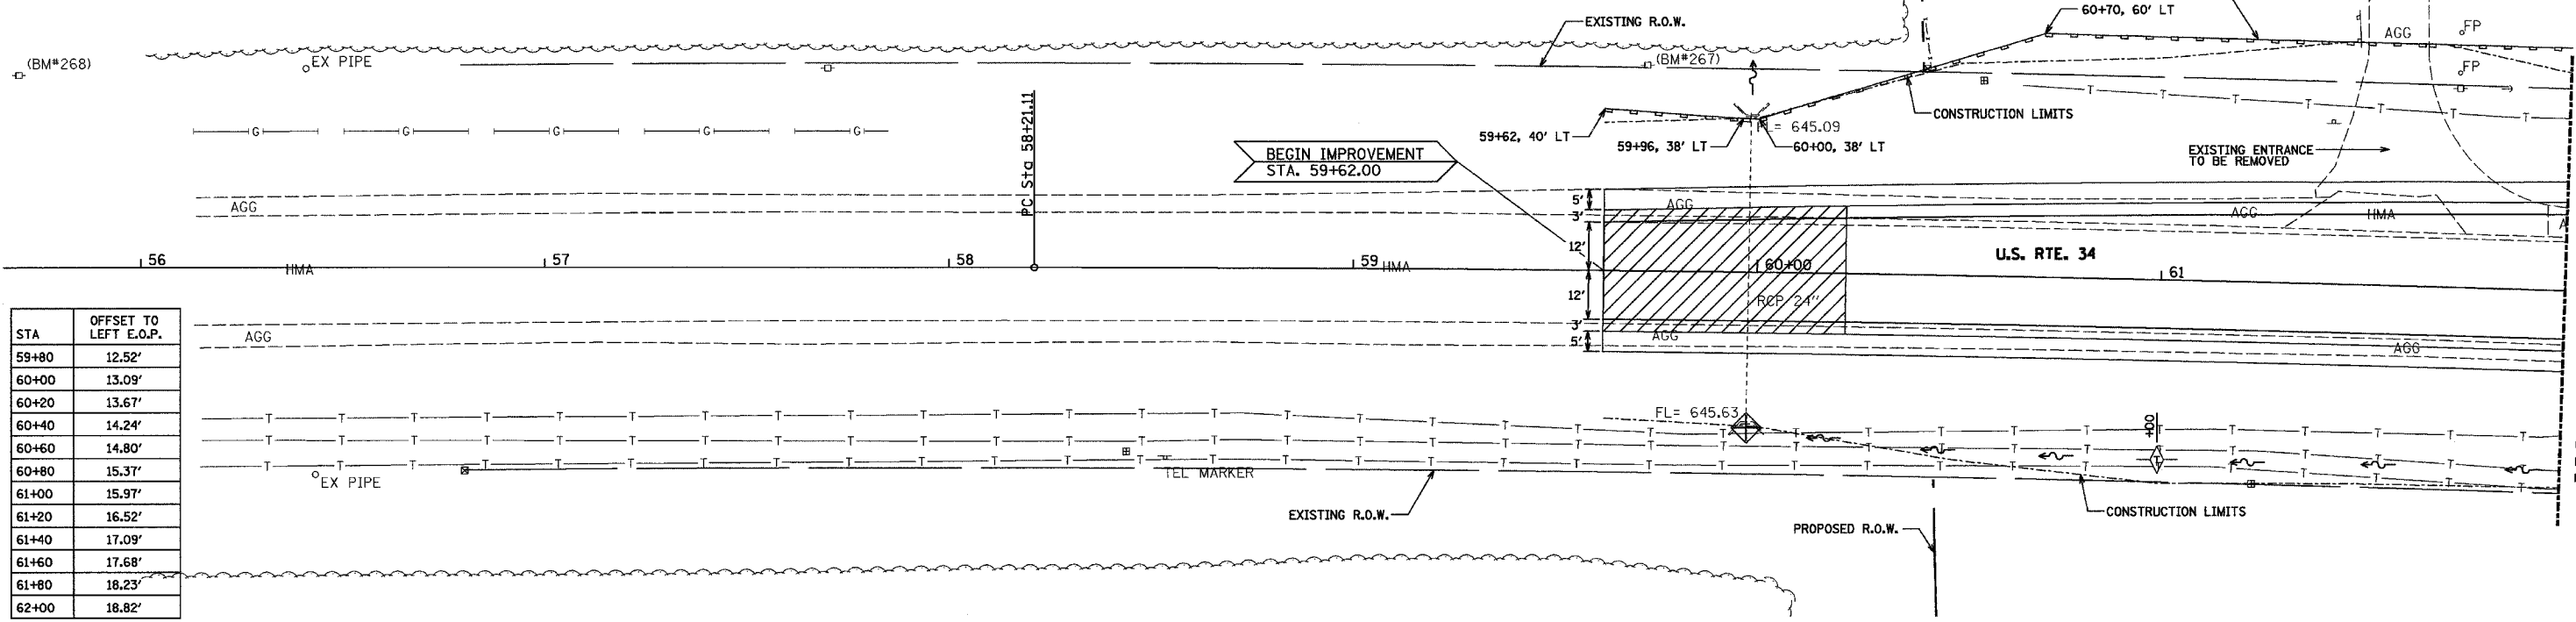 60+70, 60' LT
EXISTING R.O.W.
AGG
FP
(BM#268)
EX PIPE
(BM#267)
FP
CONSTRUCTION LIMITS
G G G G G
T T T T T T T
59+62, 40' LT
FL= 645.09
59+96, 38' LT
60+00, 38' LT
EXISTING ENTRANCE
TO BE REMOVED
PC Sta 58+21.11
BEGIN IMPROVEMENT
STA. 59+62.00
5'
AGG
AGG
3'
AGG
HMA
12'
U.S. RTE. 34
56
HMA
57
58
59
HMA
60+00
61
12'
RCP 24"
3'
AGG
5'
AGG
AGG
STA
OFFSET TO
LEFT E.O.P.
59+80 12.52'
60+00 13.09'
60+20 13.67'
60+40 14.24'
60+60 14.80'
60+80 15.37'
61+00 15.97'
61+20 16.52'
61+40 17.09'
61+60 17.68'
61+80 18.23'
62+00 18.82'
FL= 645.63
+00
T
EX PIPE
TEL MARKER
EXISTING R.O.W.
PROPOSED R.O.W.
CONSTRUCTION LIMITS